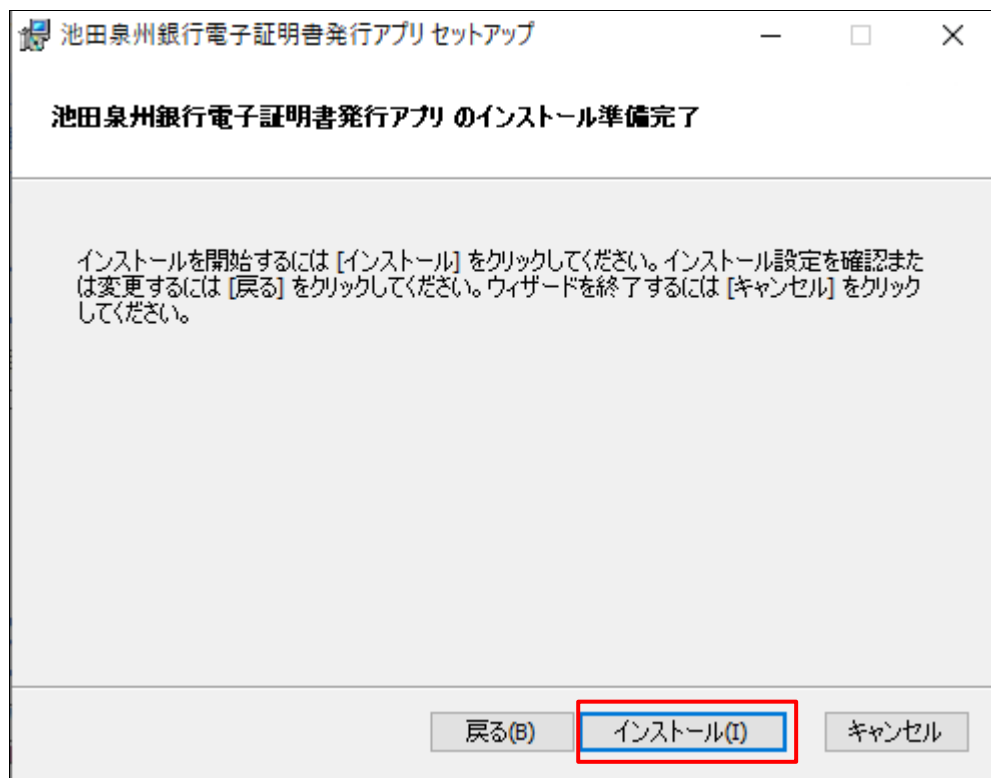 池田泉州銀行電子証明書発行アプリ セットアップ
池田泉州銀行電子証明書発行アプリ のインストール準備完了
インストールを開始するには [インストール] をクリックしてください。インストール設定を確認また
は変更するには [戻る] をクリックしてください。ウィザードを終了するには [キャンセル] をクリック
してください。
戻る(B)
インストール(I)
キャンセル